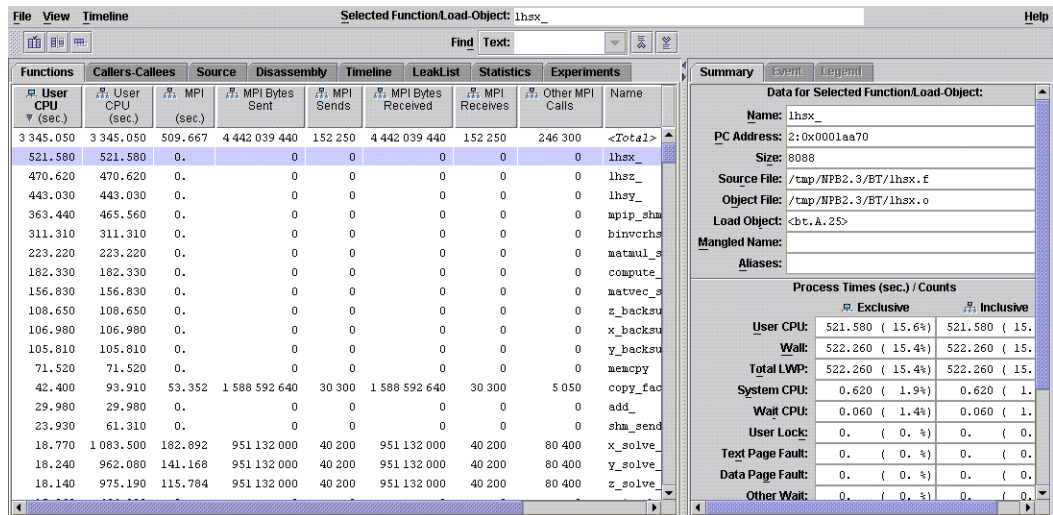 File View Timeline Selected Function/Load-Object: lhsx_ Help
Find Text:
Functions Callers-Callees Source Disassembly Timeline LeakList Statistics Experiments
User CPU (sec.) User CPU (sec.) MPI (sec.) MPI Bytes Sent MPI Sends MPI Bytes Received MPI Receives Other MPI Calls Name
3 345.050 3 345.050 509.667 4 442 039 440 152 250 4 442 039 440 152 250 246 300 <Total>
521.580 521.580 0. 0 0 0 0 0 lhsx_
470.620 470.620 0. 0 0 0 0 0 lhsz_
443.030 443.030 0. 0 0 0 0 0 lhsy_
363.440 465.560 0. 0 0 0 0 0 mpip_shm
311.310 311.310 0. 0 0 0 0 0 binvcrhs
223.220 223.220 0. 0 0 0 0 0 matmul_s
182.330 182.330 0. 0 0 0 0 0 compute_
156.830 156.830 0. 0 0 0 0 0 matvec_s
108.650 108.650 0. 0 0 0 0 0 z_backsu
106.980 106.980 0. 0 0 0 0 0 x_backsu
105.810 105.810 0. 0 0 0 0 0 y_backsu
71.520 71.520 0. 0 0 0 0 0 memcpy
42.400 93.910 53.352 1 588 592 640 30 300 1 588 592 640 30 300 5 050 copy_fac
29.980 29.980 0. 0 0 0 0 0 add_
23.930 61.310 0. 0 0 0 0 0 shm_send
18.770 1 083.500 182.892 951 132 000 40 200 951 132 000 40 200 80 400 x_solve_
18.240 962.080 141.168 951 132 000 40 200 951 132 000 40 200 80 400 y_solve_
18.140 975.190 115.784 951 132 000 40 200 951 132 000 40 200 80 400 z_solve_
Summary Event Legend
Data for Selected Function/Load-Object:
Name: lhsx_
PC Address: 2:0x0001aa70
Size: 8088
Source File: /tmp/NPB2.3/BT/lhsx.f
Object File: /tmp/NPB2.3/BT/lhsx.o
Load Object: <bt.A.25>
Mangled Name:
Aliases:
Process Times (sec.) / Counts
Exclusive Inclusive
User CPU: 521.580 ( 15.6%) 521.580 ( 15.
Wall: 522.260 ( 15.4%) 522.260 ( 15.
Total LWP: 522.260 ( 15.4%) 522.260 ( 15.
System CPU: 0.620 ( 1.9%) 0.620 ( 1.
Wait CPU: 0.060 ( 1.4%) 0.060 ( 1.
User Lock: 0. ( 0. %) 0. ( 0.
Text Page Fault: 0. ( 0. %) 0. ( 0.
Data Page Fault: 0. ( 0. %) 0. ( 0.
Other Wait: 0. ( 0. %) 0. ( 0.